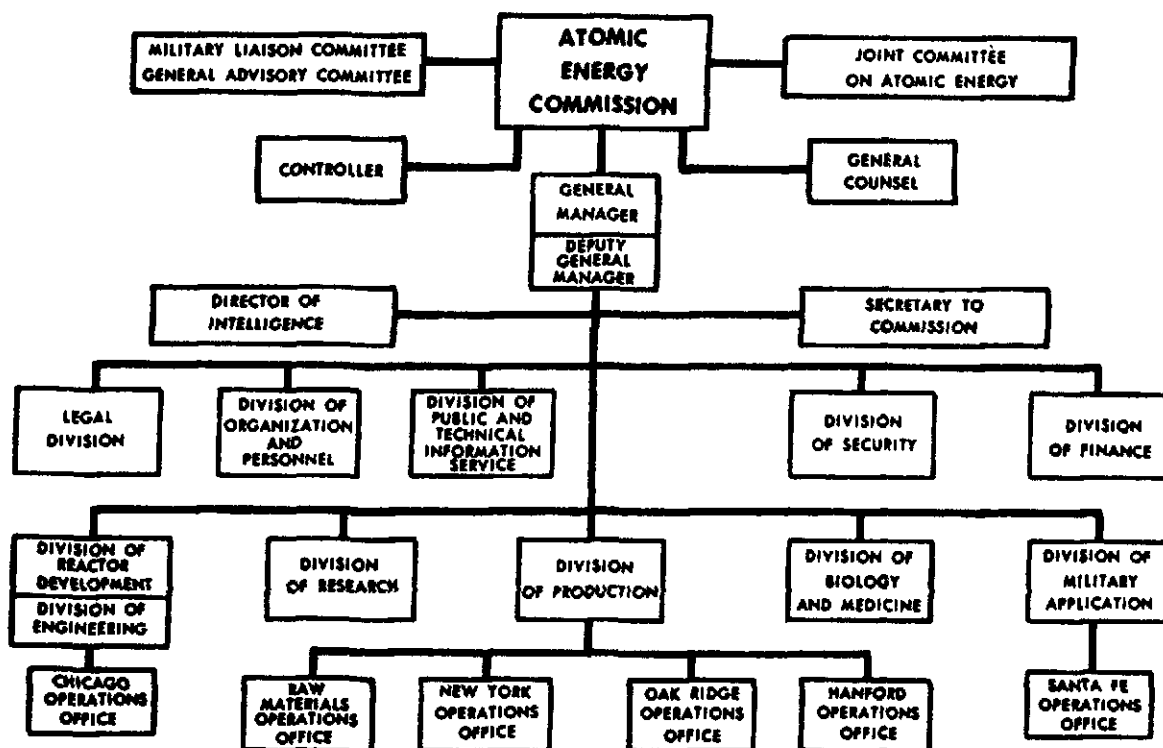 MILITARY LIAISON COMMITTEE
GENERAL ADVISORY COMMITTEE
ATOMIC
ENERGY
COMMISSION
JOINT COMMITTEE
ON ATOMIC ENERGY
CONTROLLER
GENERAL
MANAGER
DEPUTY
GENERAL
MANAGER
GENERAL
COUNSEL
DIRECTOR OF
INTELLIGENCE
SECRETARY TO
COMMISSION
LEGAL
DIVISION
DIVISION OF
ORGANIZATION
AND
PERSONNEL
DIVISION OF
PUBLIC AND
TECHNICAL
INFORMATION
SERVICE
DIVISION
OF SECURITY
DIVISION
OF FINANCE
DIVISION OF
REACTOR
DEVELOPMENT
DIVISION OF
ENGINEERING
DIVISION
OF RESEARCH
DIVISION
OF PRODUCTION
DIVISION OF
BIOLOGY
AND MEDICINE
DIVISION OF
MILITARY
APPLICATION
CHICAGO
OPERATIONS
OFFICE
RAW
MATERIALS
OPERATIONS
OFFICE
NEW YORK
OPERATIONS
OFFICE
OAK RIDGE
OPERATIONS
OFFICE
HANFORD
OPERATIONS
OFFICE
SANTA FE
OPERATIONS
OFFICE